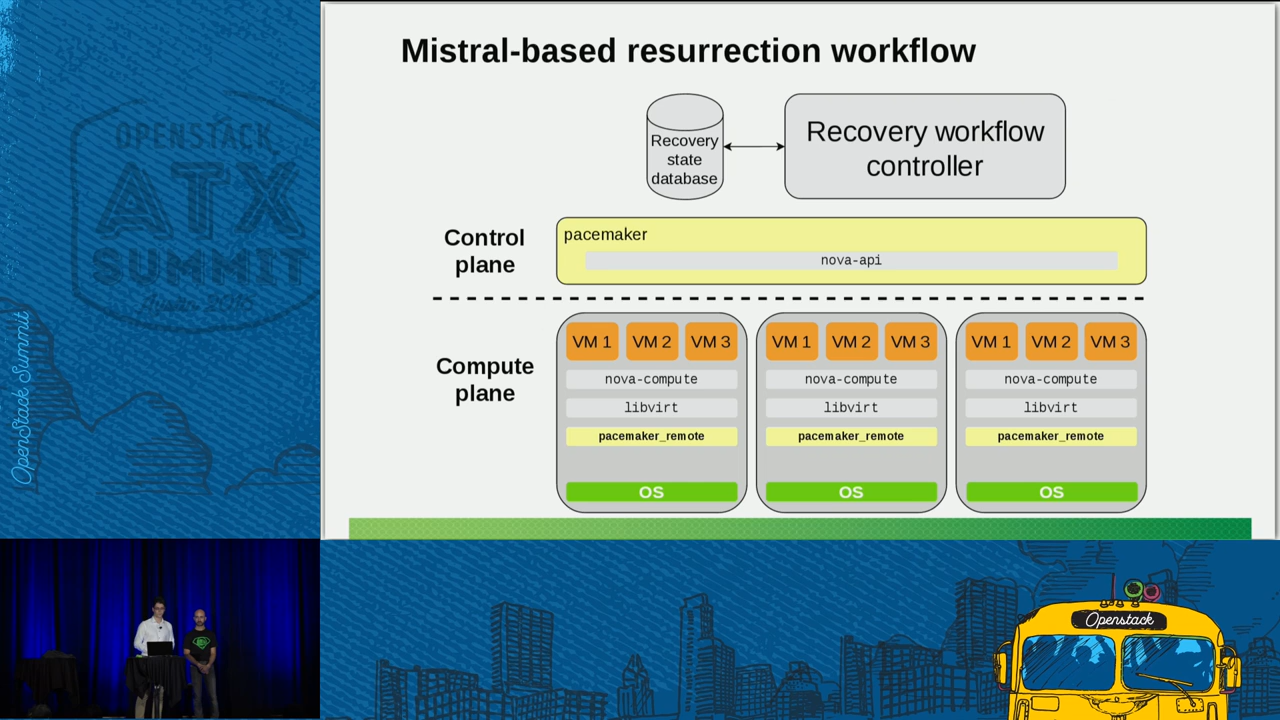 Mistral-based resurrection workflow
Recovery
state
database
Recovery workflow
controller
Control
plane
pacemaker
nova-api
Compute
plane
VM 1 VM 2 VM 3
nova-compute
libvirt
pacemaker_remote
OS
VM 1 VM 2 VM 3
nova-compute
libvirt
pacemaker_remote
OS
VM 1 VM 2 VM 3
nova-compute
libvirt
pacemaker_remote
OS
OPENSTACK
ATX
SUMMIT
Austin 2016
OpenStack Summit
Openstack